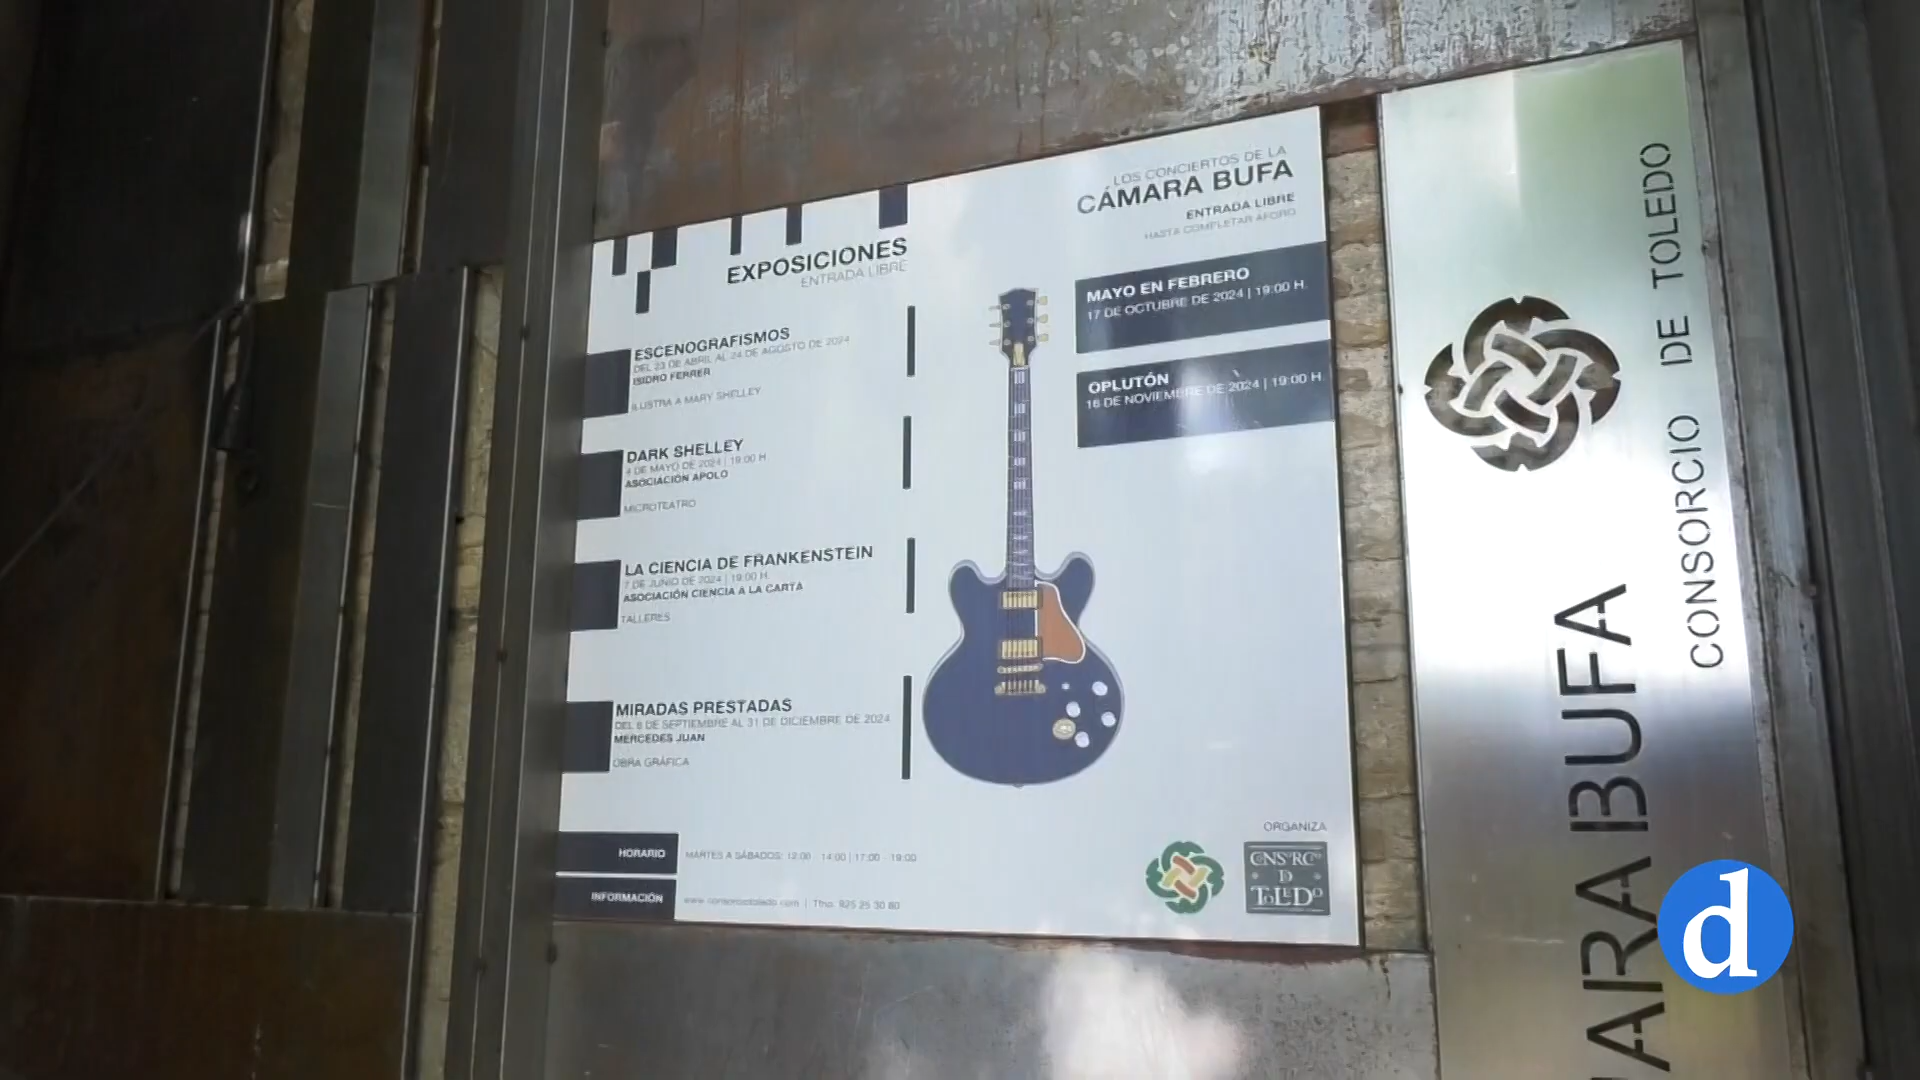 EXPOSICIONES
ENTRADA LIBRE
ESCENOGRAFISMOS
DEL 23 DE ABRIL AL 24 DE AGOSTO DE 2024
ISIDRO FERRER
ILUSTRA A MARY SHELLEY
DARK SHELLEY
4 DE MAYO DE 2024 | 19:00 H.
ASOCIACIÓN APOLO
MICROTEATRO
LA CIENCIA DE FRANKENSTEIN
7 DE JUNIO DE 2024 | 19:00 H.
ASOCIACIÓN CIENCIA A LA CARTA
TALLERES
MIRADAS PRESTADAS
DEL 6 DE SEPTIEMBRE AL 31 DE DICIEMBRE DE 2024
MERCEDES JUAN
OBRA GRÁFICA
HORARIO
MARTES A SÁBADOS: 12:00 - 14:00 | 17:00 - 19:00
INFORMACIÓN
www.consorciotoledo.com | Tfno. 925 25 30 80
LOS CONCIERTOS DE LA
CÁMARA BUFA
ENTRADA LIBRE
HASTA COMPLETAR AFORO
MAYO EN FEBRERO
17 DE OCTUBRE DE 2024 | 19:00 H.
OPLUTÓN
16 DE NOVIEMBRE DE 2024 | 19:00 H.
ORGANIZA
CONSORCIO
D
TOLEDO
CONSORCIO DE TOLEDO
ARA BUFA
d